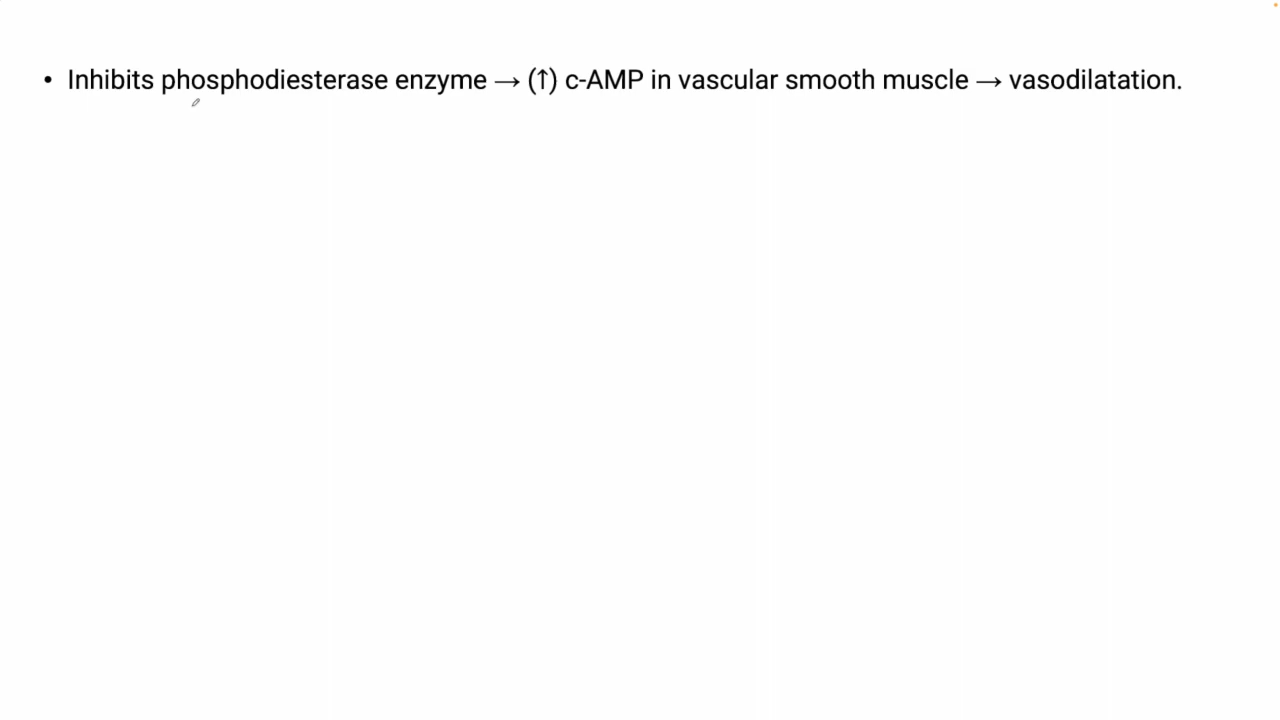 • Inhibits phosphodiesterase enzyme → (↑) c-AMP in vascular smooth muscle → vasodilatation.